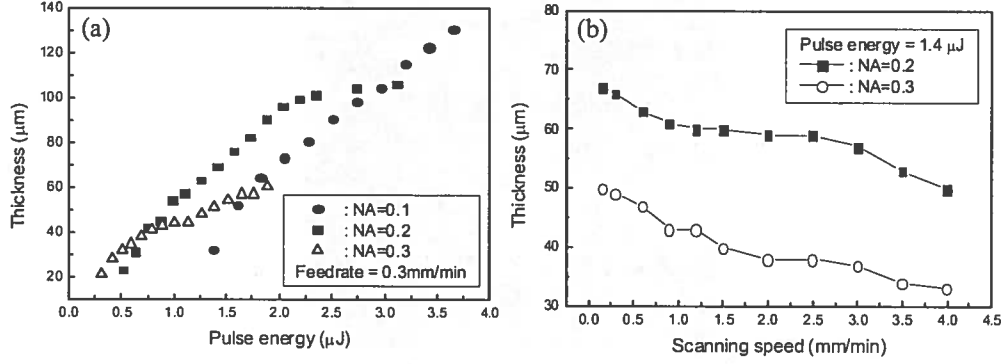 (a)
140
120
100
80
60
40
20
Thickness (μm)
0.0 0.5 1.0 1.5 2.0 2.5 3.0 3.5 4.0
Pulse energy (μJ)
: NA=0.1
: NA=0.2
: NA=0.3
Feedrate = 0.3mm/min
(b)
80
70
60
50
40
30
Thickness (μm)
0.0 0.5 1.0 1.5 2.0 2.5 3.0 3.5 4.0 4.5
Scanning speed (mm/min)
Pulse energy = 1.4 μJ
: NA=0.2
: NA=0.3